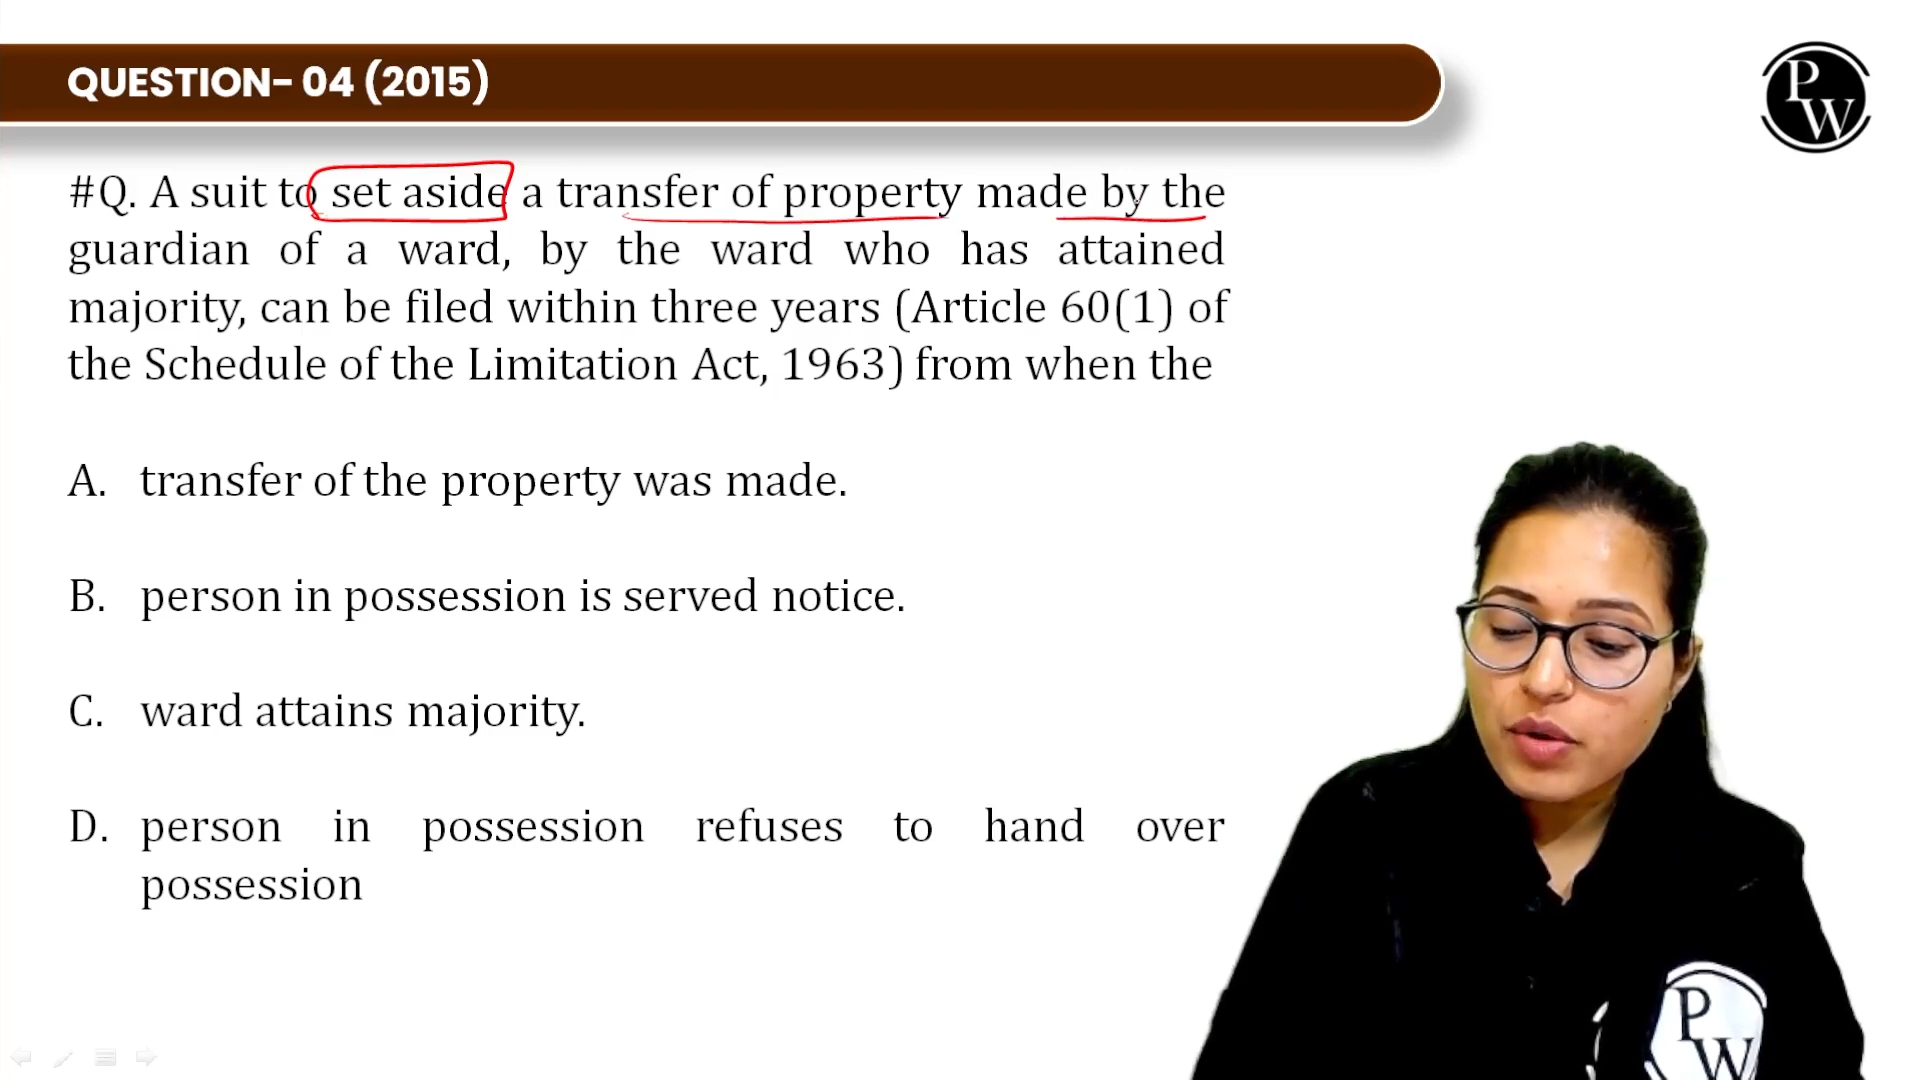 QUESTION- 04 (2015)
PW
#Q. A suit to set aside a transfer of property made by the
guardian of a ward, by the ward who has attained
majority, can be filed within three years (Article 60(1) of
the Schedule of the Limitation Act, 1963) from when the
A. transfer of the property was made.
B. person in possession is served notice.
C. ward attains majority.
D. person in possession refuses to hand over
possession
PW